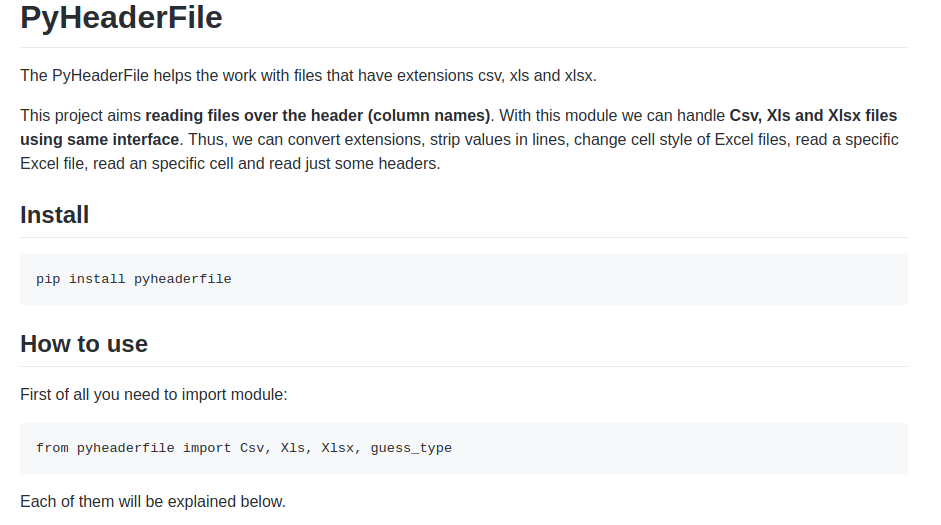 PyHeaderFile
The PyHeaderFile helps the work with files that have extensions csv, xls and xlsx.
This project aims reading files over the header (column names). With this module we can handle Csv, Xls and Xlsx files
using same interface. Thus, we can convert extensions, strip values in lines, change cell style of Excel files, read a specific
Excel file, read an specific cell and read just some headers.
Install
pip install pyheaderfile
How to use
First of all you need to import module:
from pyheaderfile import Csv, Xls, Xlsx, guess_type
Each of them will be explained below.